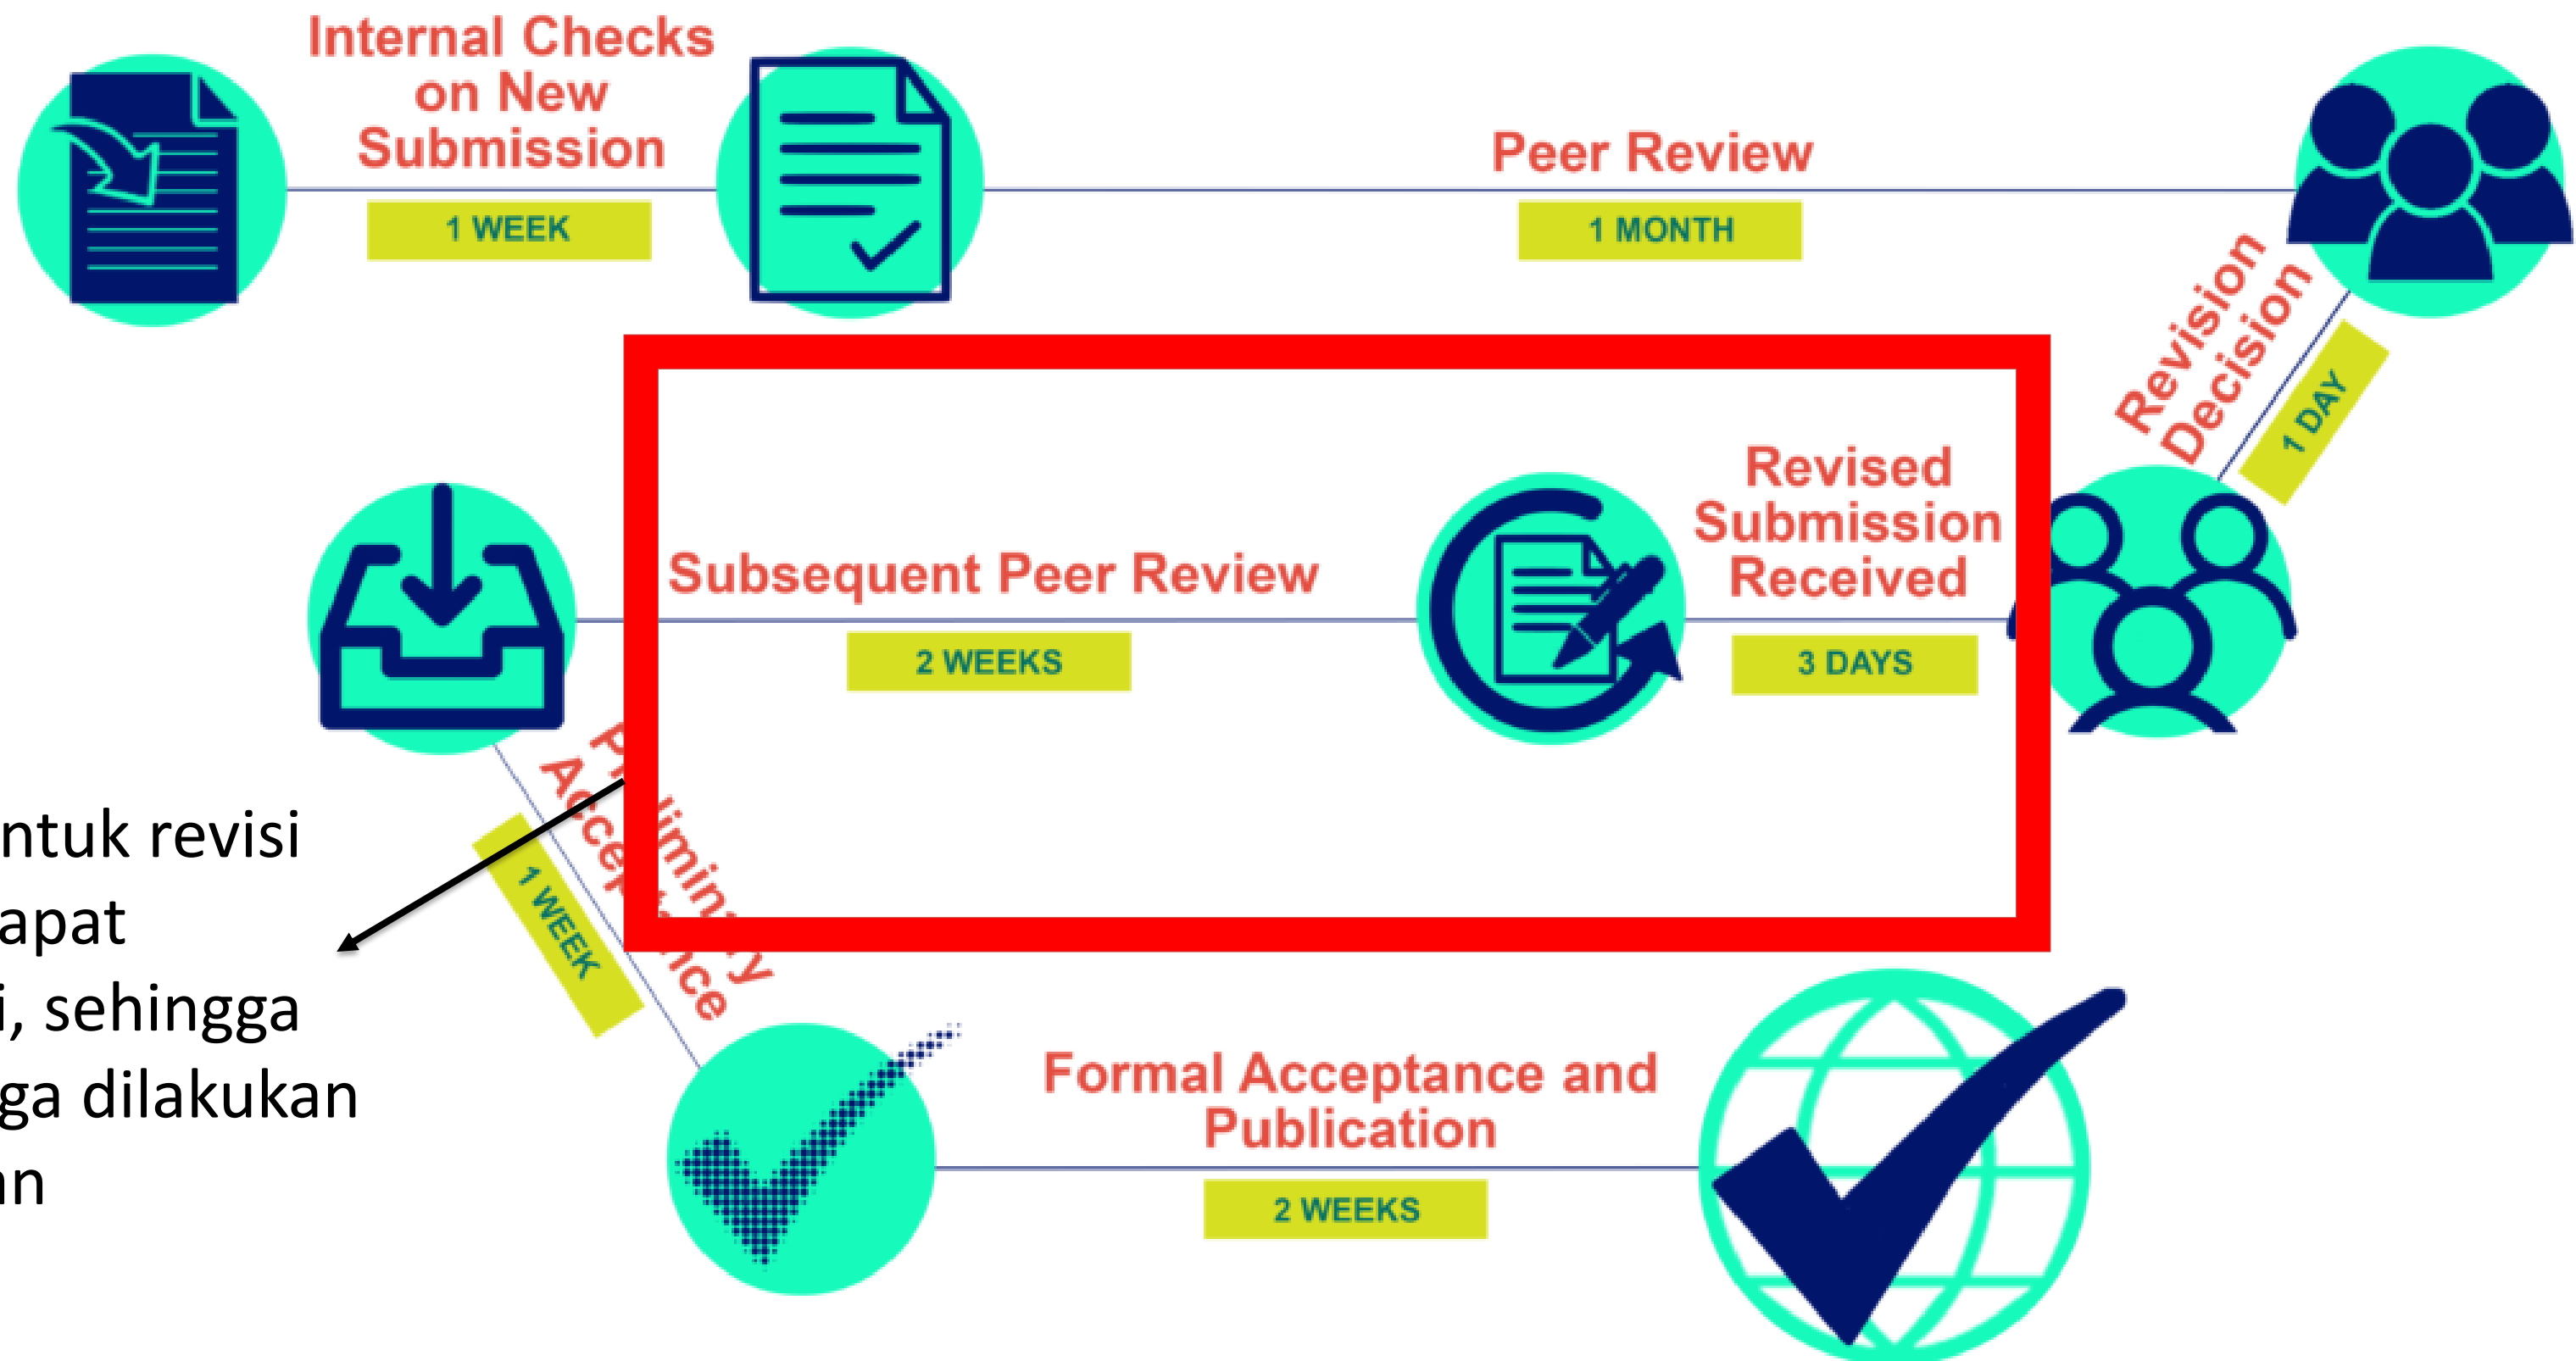 Internal Checks
on New
Submission
1 WEEK
Peer Review
1 MONTH
Revision
Decision
1 DAY
Revised
Submission
Received
3 DAYS
Subsequent Peer Review
2 WEEKS
1 WEEK
ntuk revisi
apat
i, sehingga
ga dilakukan
an
Formal Acceptance and
Publication
2 WEEKS